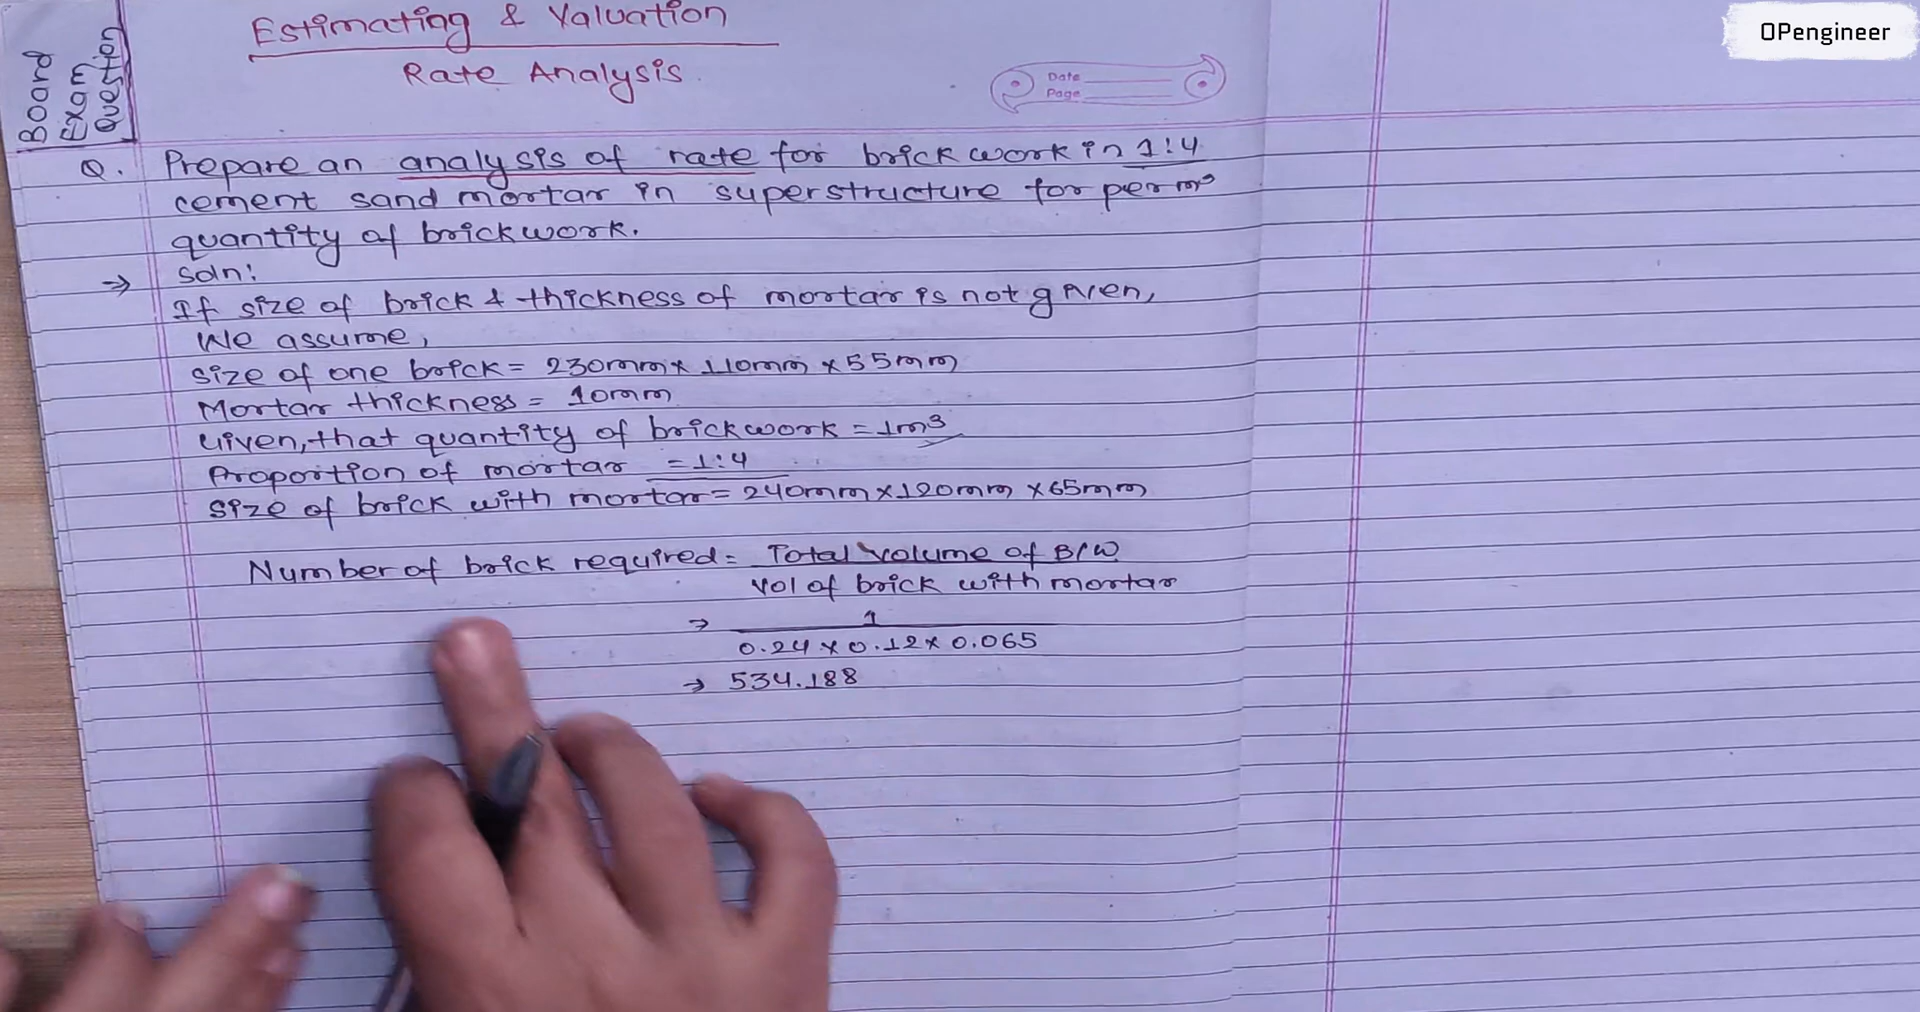 OPengineer
Board
Exam
Question
Estimating & Valuation
Rate Analysis
Date
Page
Q. Prepare an analysis of rate for brickwork in 1:4
cement sand mortar in superstructure for per m³
quantity of brickwork.
→ Soln:
If size of brick & thickness of mortar is not given,
We assume,
size of one brick = 230mm x 110mm x 55mm
Mortar thickness = 10mm
Given, that quantity of brickwork = 1m³
Proportion of mortar = 1:4
Size of brick with mortar = 240mm x 120mm x 65mm
Number of brick required = Total volume of B/W
Vol of brick with mortar
→ 1
0.24 x 0.12 x 0.065
→ 534.188